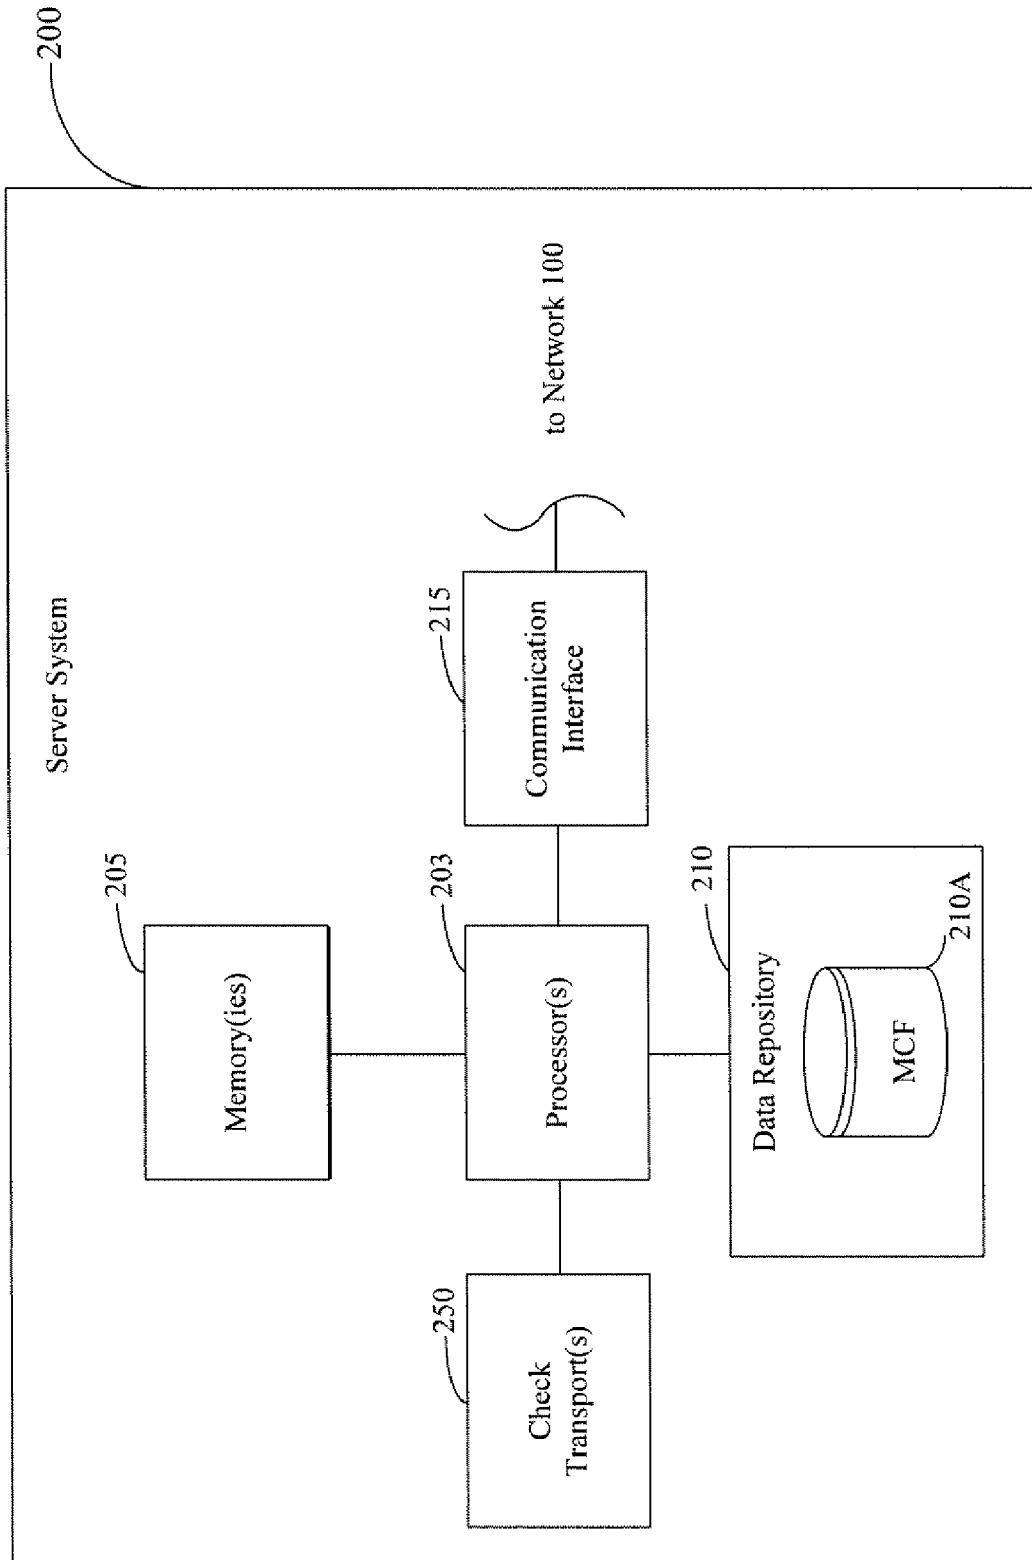 200
Server System
205
Memory(ies)
250
Check
Transport(s)
203
Processor(s)
215
Communication
Interface
to Network 100
210
Data Repository
MCF
210A